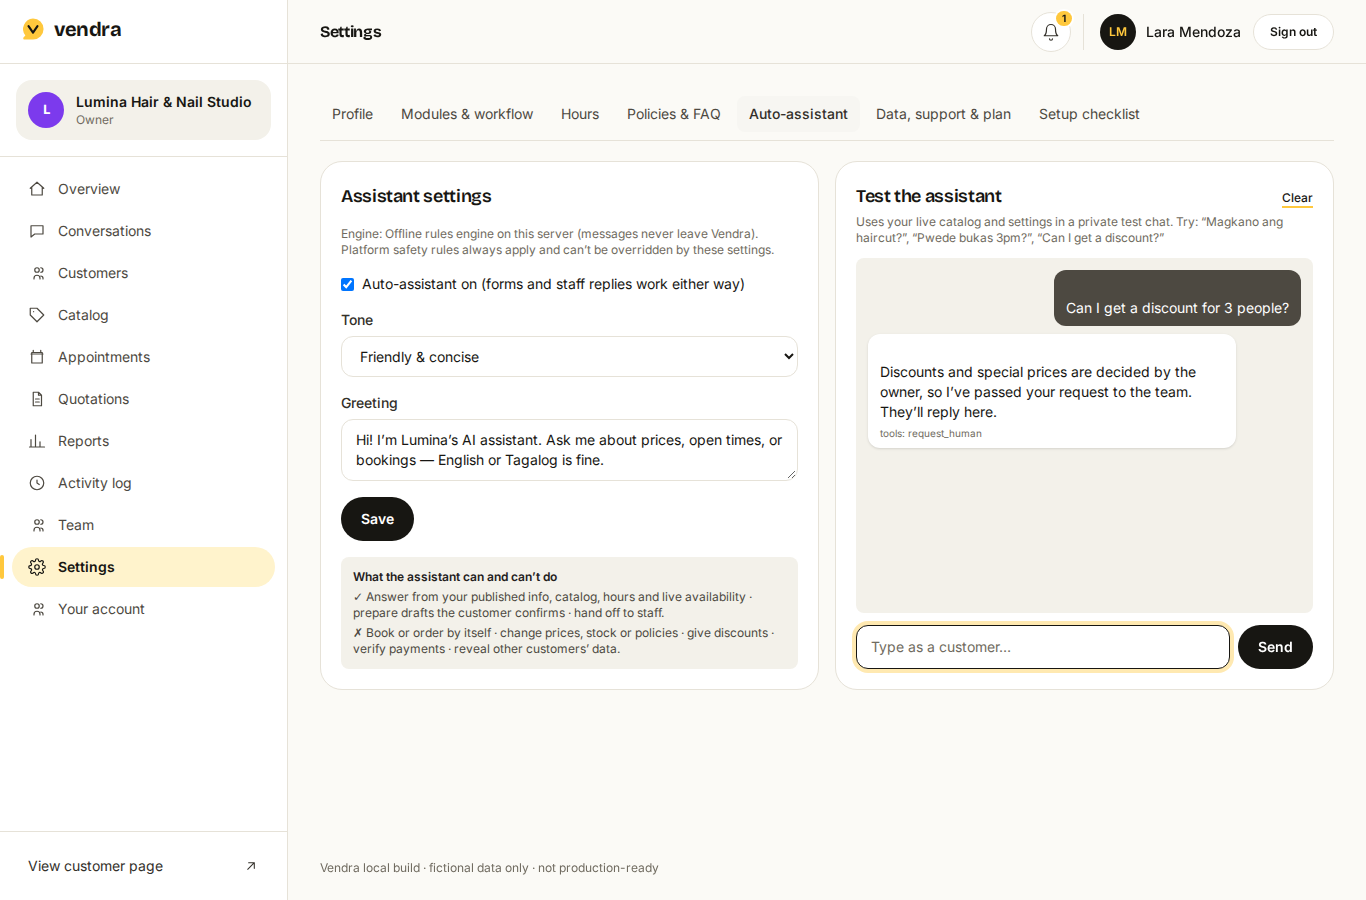 vendra
L
Lumina Hair & Nail Studio
Owner
Overview
Conversations
Customers
Catalog
Appointments
Quotations
Reports
Activity log
Team
Settings
Your account
View customer page
Settings
1
LM
Lara Mendoza
Sign out
Profile
Modules & workflow
Hours
Policies & FAQ
Auto-assistant
Data, support & plan
Setup checklist
Assistant settings
Engine: Offline rules engine on this server (messages never leave Vendra).
Platform safety rules always apply and can’t be overridden by these settings.
Auto-assistant on (forms and staff replies work either way)
Tone
Friendly & concise
Greeting
Hi! I’m Lumina’s AI assistant. Ask me about prices, open times, or
bookings — English or Tagalog is fine.
Save
What the assistant can and can’t do
✓ Answer from your published info, catalog, hours and live availability ·
prepare drafts the customer confirms · hand off to staff.
✗ Book or order by itself · change prices, stock or policies · give discounts ·
verify payments · reveal other customers’ data.
Test the assistant
Clear
Uses your live catalog and settings in a private test chat. Try: “Magkano ang
haircut?”, “Pwede bukas 3pm?”, “Can I get a discount?”
Can I get a discount for 3 people?
Discounts and special prices are decided by the
owner, so I’ve passed your request to the team.
They’ll reply here.
tools: request_human
Type as a customer...
Send
Vendra local build · fictional data only · not production-ready